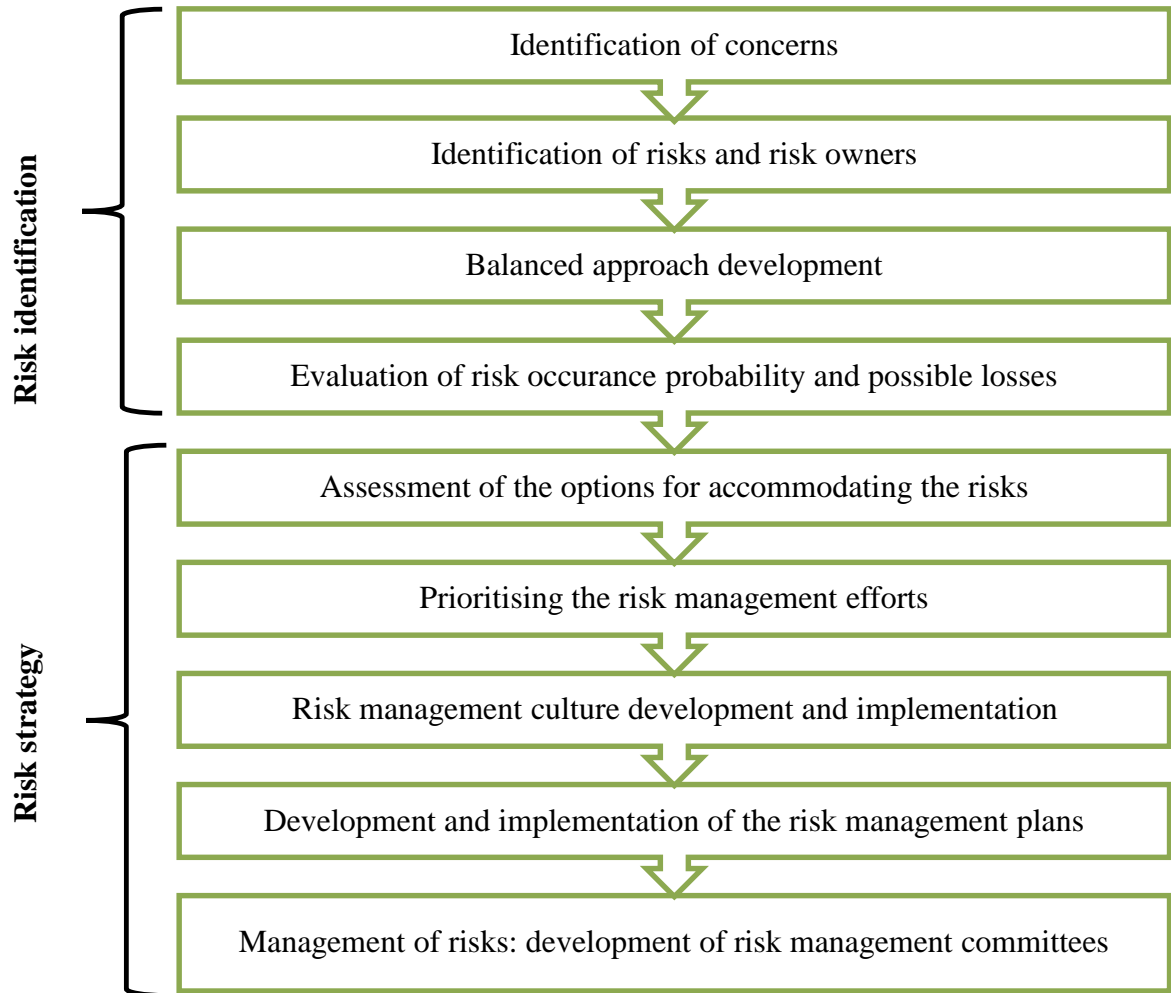 Risk identification
Identification of concerns
Identification of risks and risk owners
Balanced approach development
Evaluation of risk occurance probability and possible losses
Risk strategy
Assessment of the options for accommodating the risks
Prioritising the risk management efforts
Risk management culture development and implementation
Development and implementation of the risk management plans
Management of risks: development of risk management committees